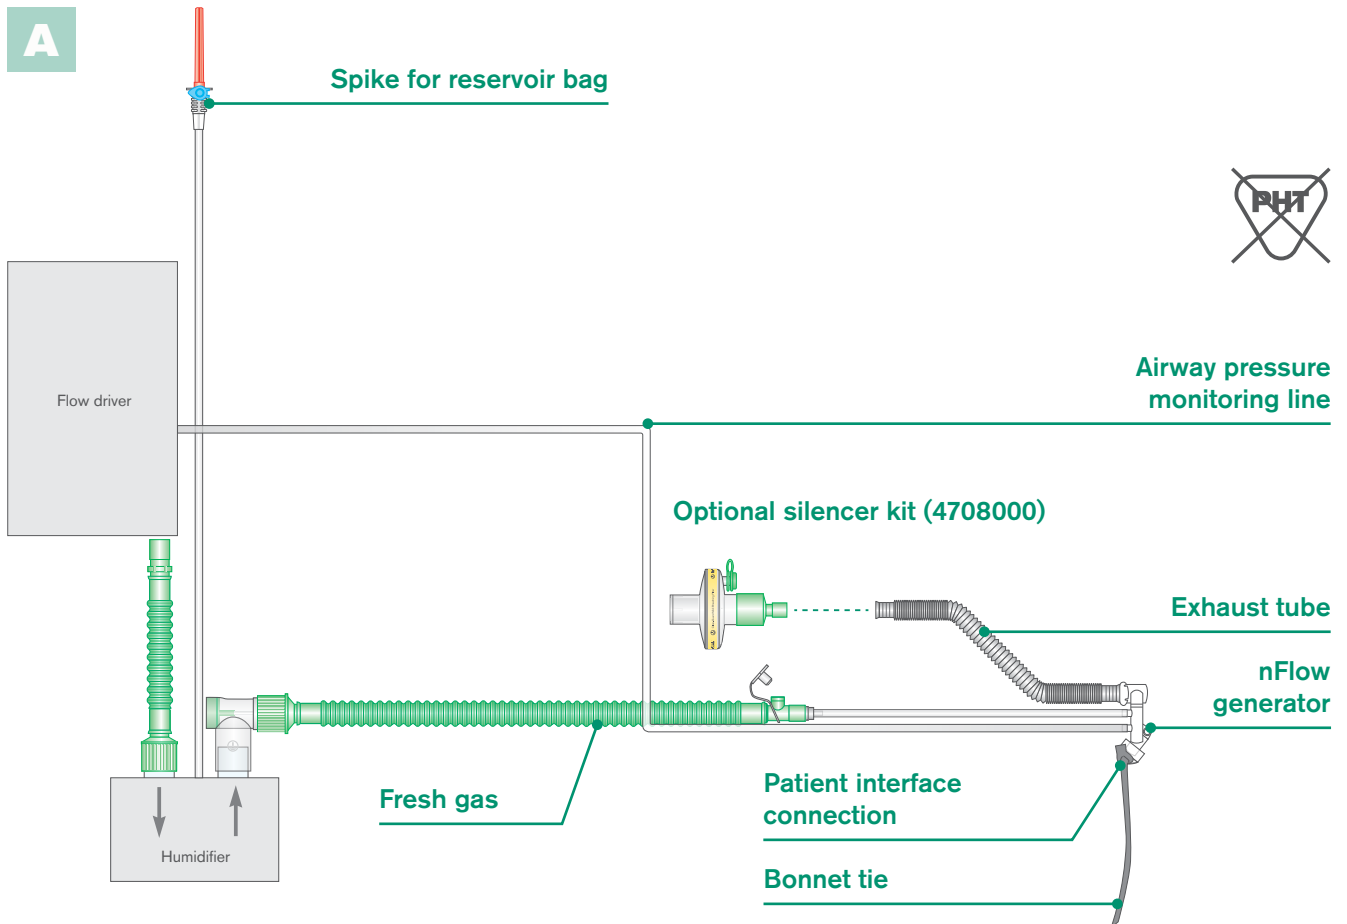 A
Spike for reservoir bag
PHT
Flow driver
Airway pressure
monitoring line
Optional silencer kit (4708000)
Exhaust tube
nFlow
generator
Fresh gas
Patient interface
connection
Humidifier
Bonnet tie